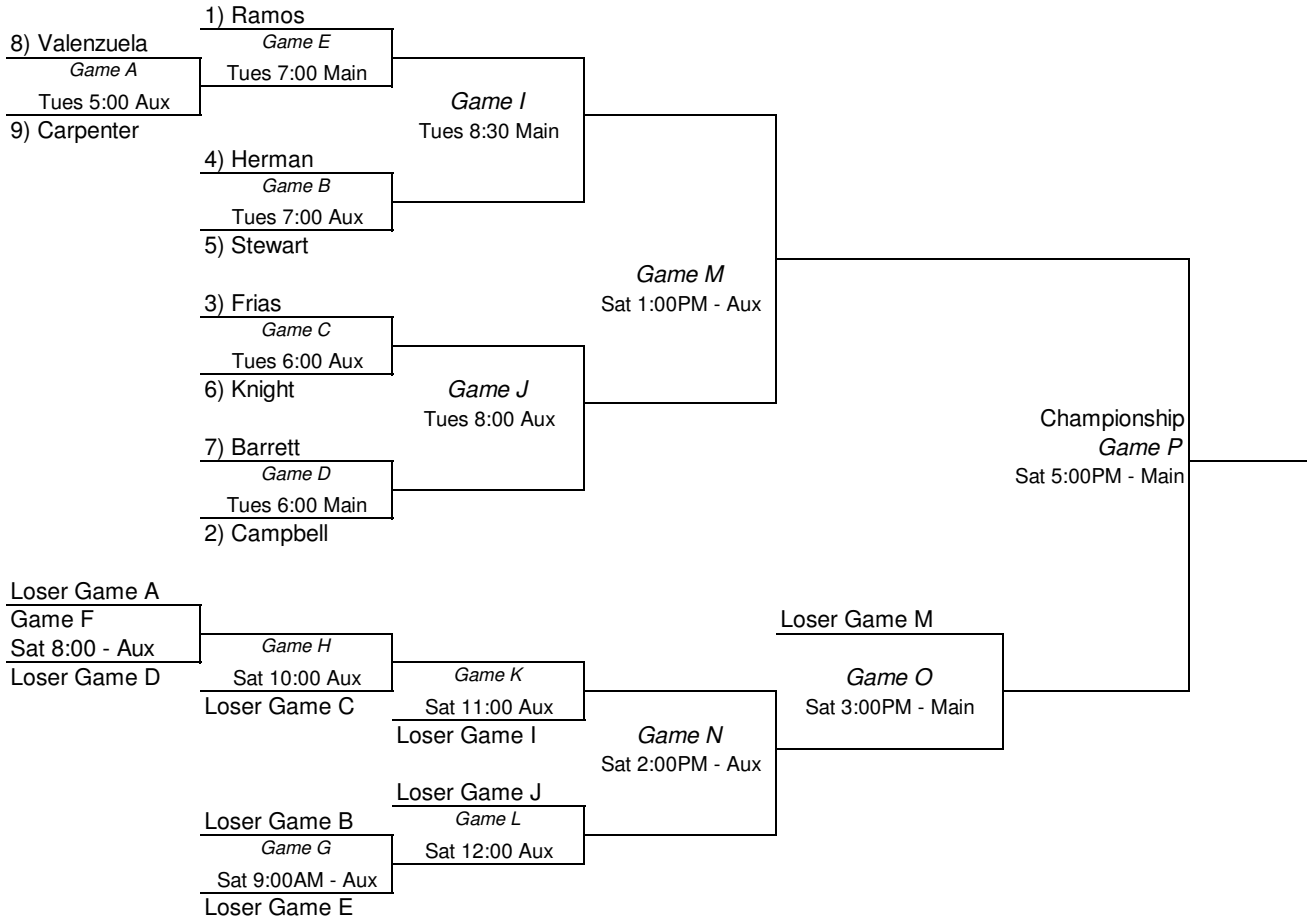 1) Ramos
8) Valenzuela
Game E
Game A
Tues 7:00 Main
Tues 5:00 Aux
Game I
9) Carpenter
Tues 8:30 Main
4) Herman
Game B
Tues 7:00 Aux
5) Stewart
Game M
3) Frias
Sat 1:00PM - Aux
Game C
Tues 6:00 Aux
6) Knight
Game J
Tues 8:00 Aux
Championship
7) Barrett
Game P
Game D
Sat 5:00PM - Main
Tues 6:00 Main
2) Campbell
Loser Game A
Game F
Loser Game M
Sat 8:00 - Aux
Game H
Loser Game D
Sat 10:00 Aux
Game K
Game O
Loser Game C
Sat 11:00 Aux
Sat 3:00PM - Main
Loser Game I
Game N
Sat 2:00PM - Aux
Loser Game J
Loser Game B
Game L
Game G
Sat 12:00 Aux
Sat 9:00AM - Aux
Loser Game E